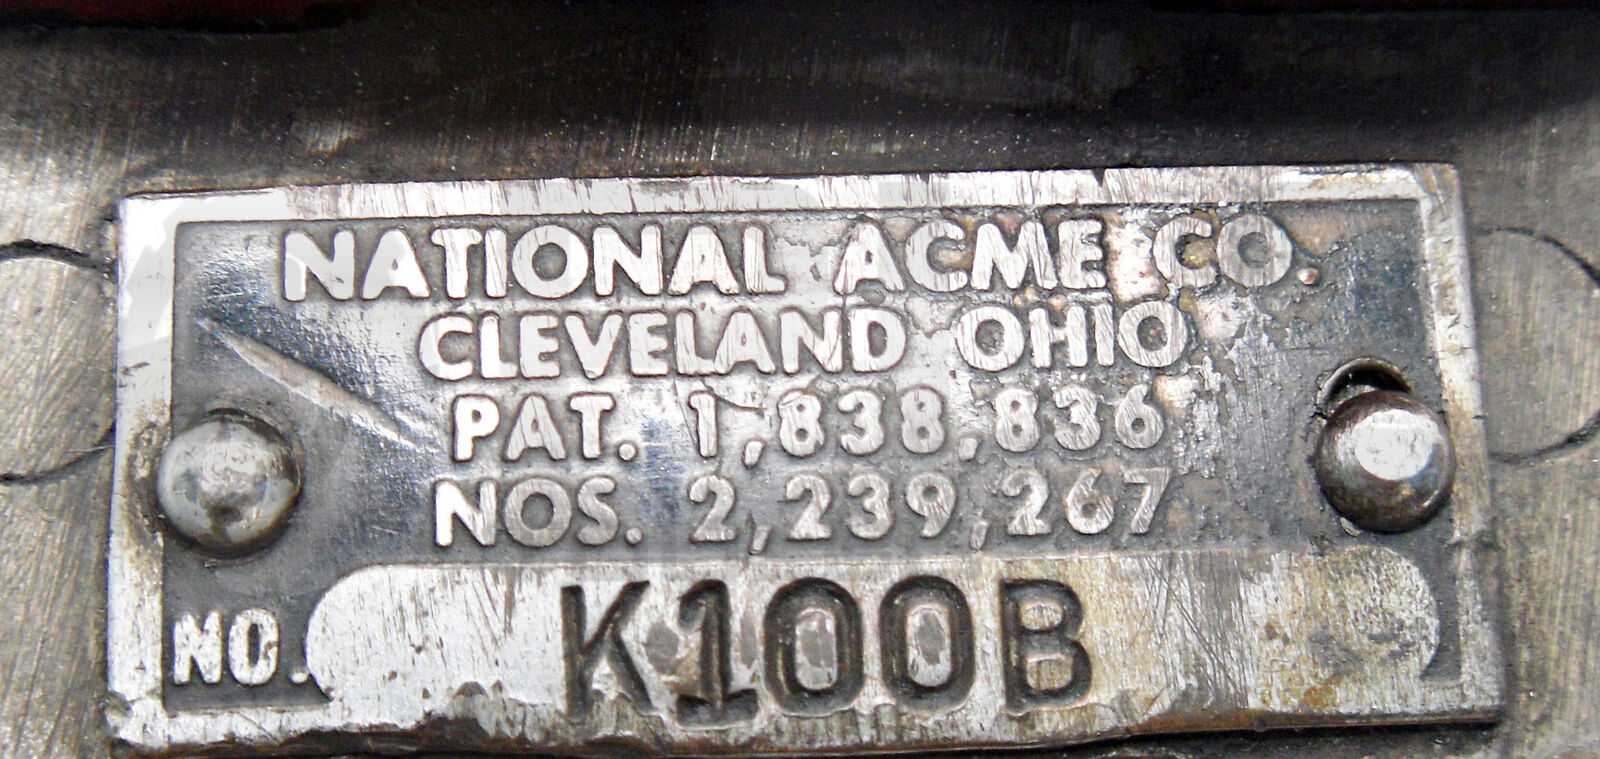 NATIONAL ACME CO.
CLEVELAND OHIO
PAT. 1,838,836
NOS. 2,239,267
NO. K100B